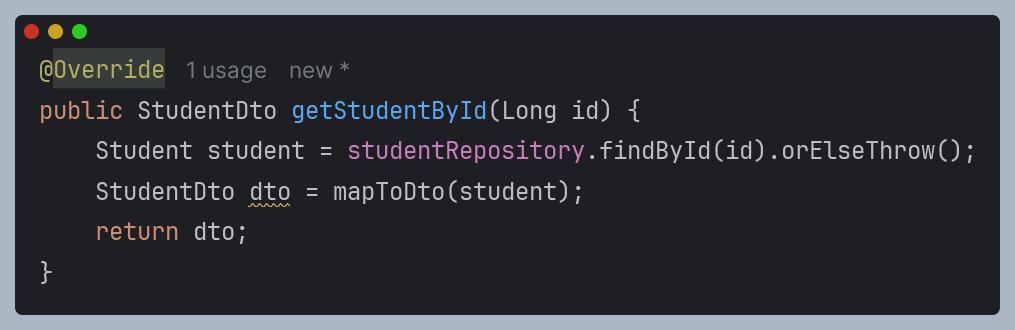 @Override 1 usage new *
public StudentDto getStudentById(Long id) {
Student student = studentRepository.findById(id).orElseThrow();
StudentDto dto = mapToDto(student);
return dto;
}